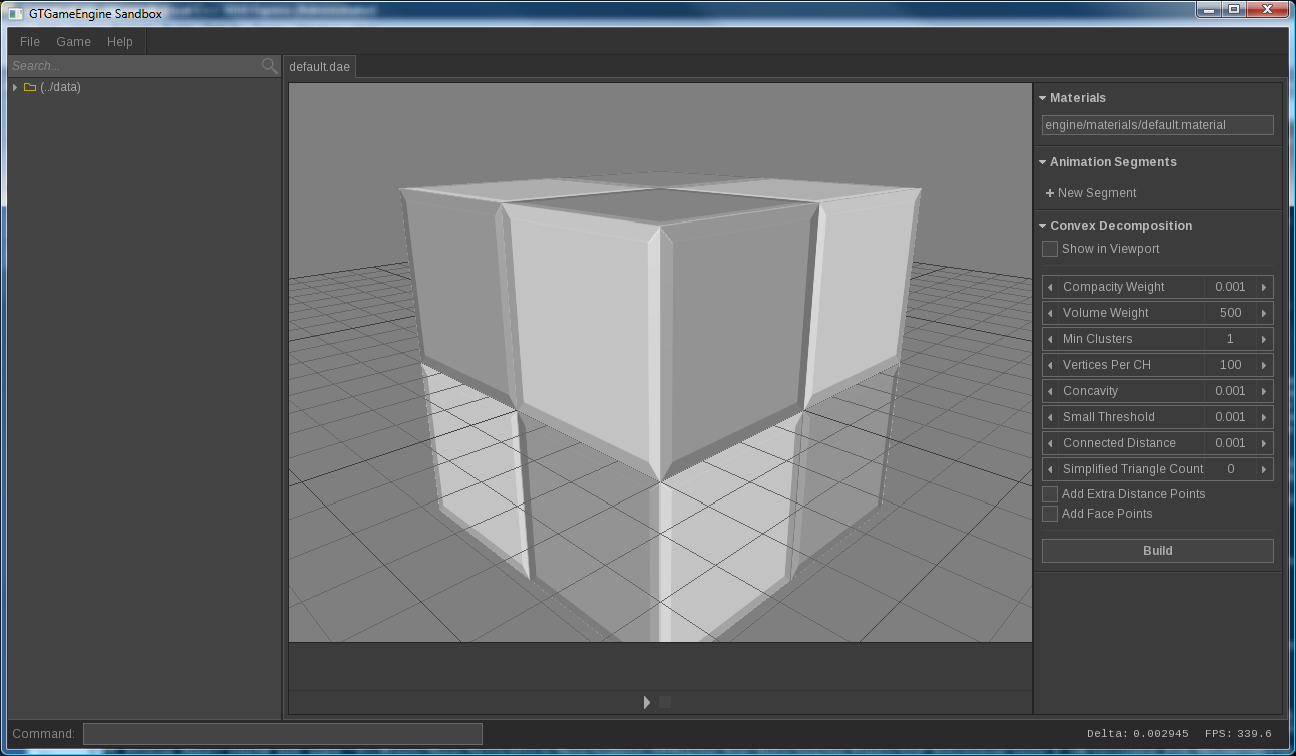 GTGameEngine Sandbox
File Game Help
Search...
default.dae
(../data)
Materials
engine/materials/default.material
Animation Segments
+ New Segment
Convex Decomposition
Show in Viewport
Compacity Weight 0.001
Volume Weight 500
Min Clusters 1
Vertices Per CH 100
Concavity 0.001
Small Threshold 0.001
Connected Distance 0.001
Simplified Triangle Count 0
Add Extra Distance Points
Add Face Points
Build
Command:
Delta: 0.002945 FPS: 339.6